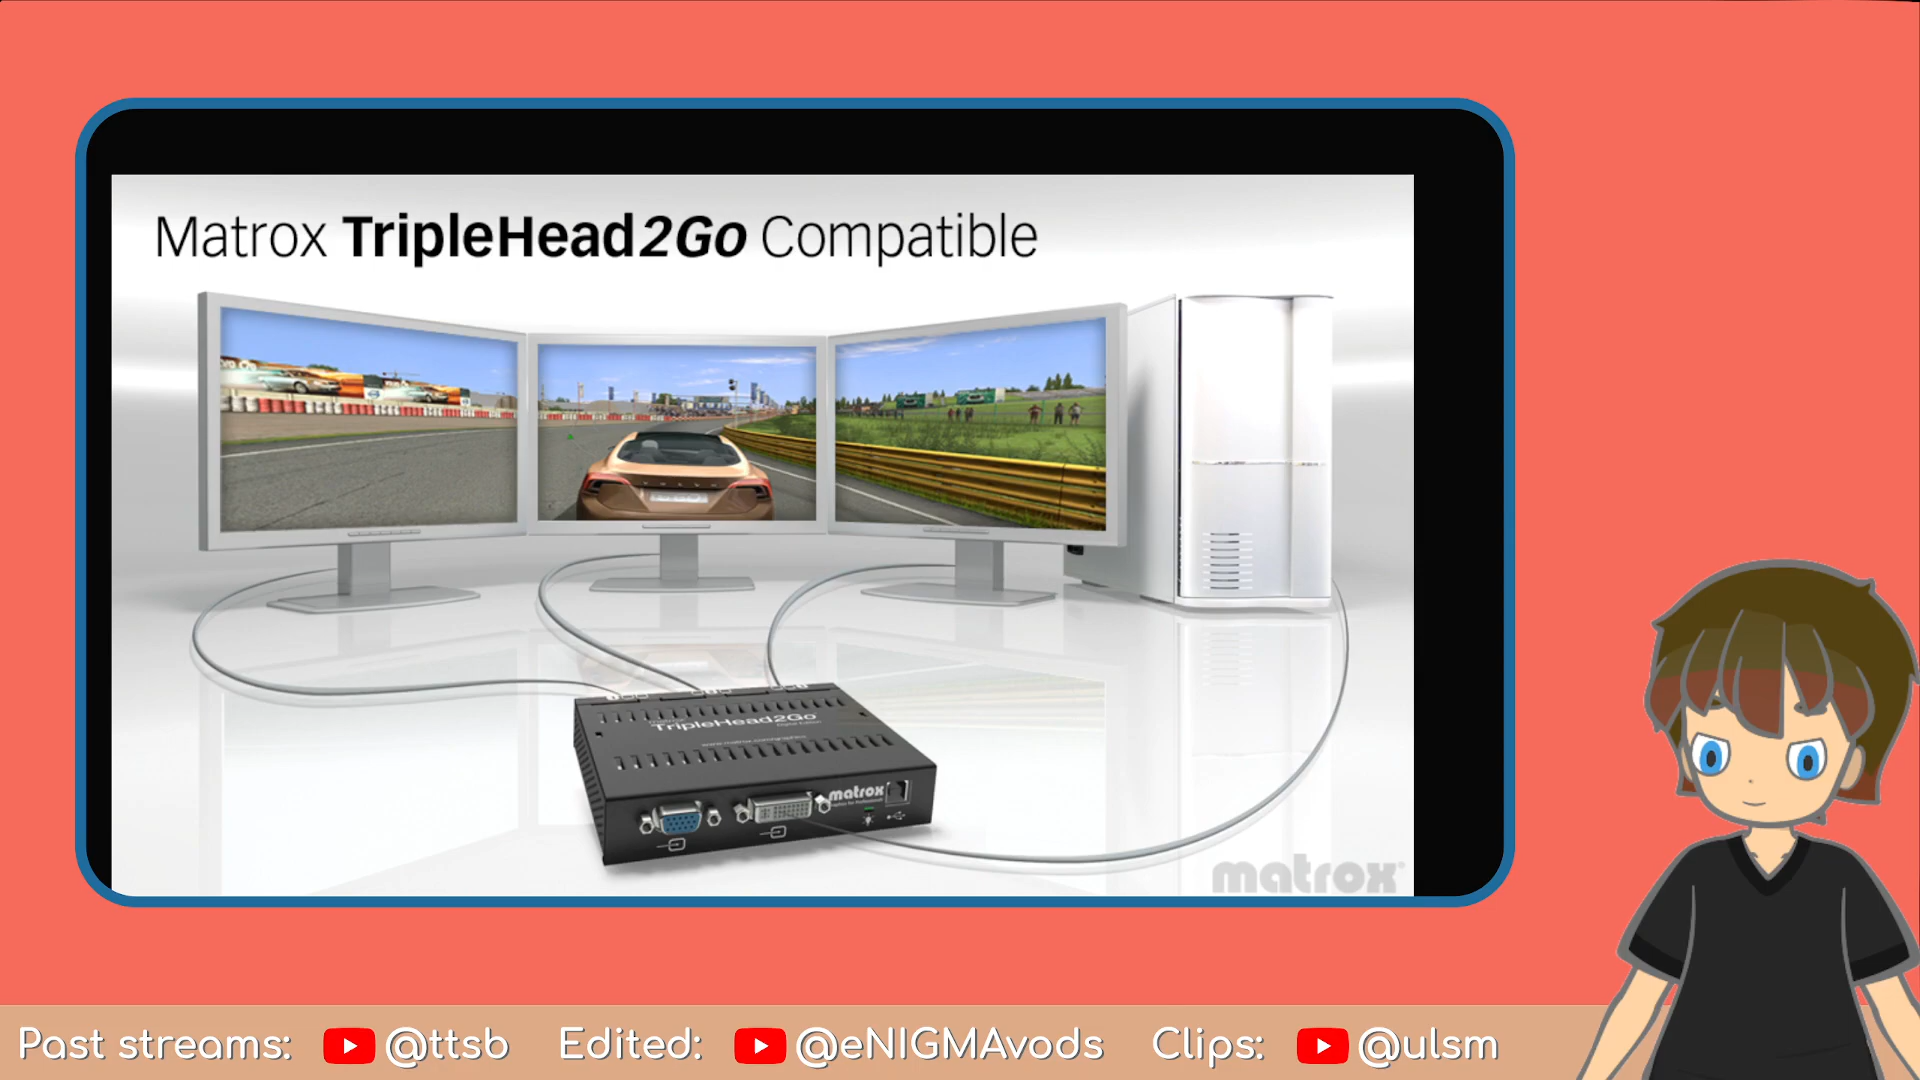 Matrox TripleHead2Go Compatible
TripleHead2Go
matrox
matrox
Past streams: @ttsb Edited: @eNIGMAvods Clips: @ulsm